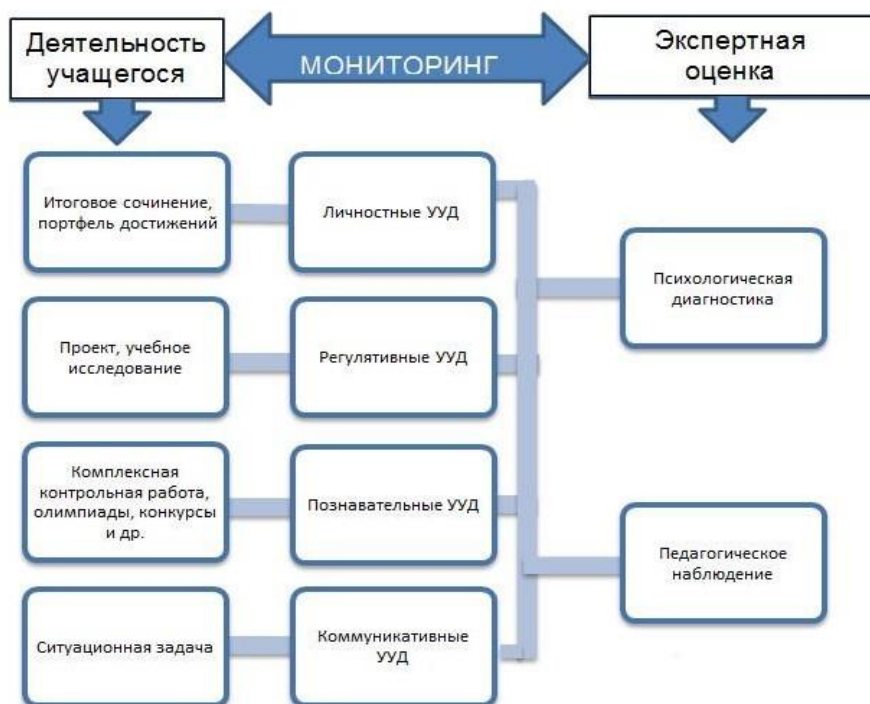 Деятельность
учащегося
МОНИТОРИНГ
Экспертная
оценка
Итоговое сочинение,
портфель достижений
Личностные УУД
Психологическая
диагностика
Проект, учебное
исследование
Регулятивные УУД
Комплексная
контрольная работа,
олимпиады, конкурсы
и др.
Познавательные УУД
Педагогическое
наблюдение
Ситуационная задача
Коммуникативные
УУД